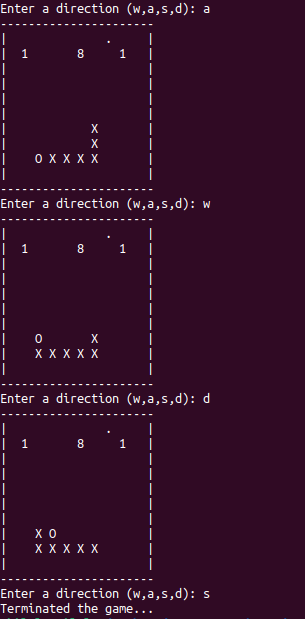 Enter a direction (w,a,s,d): a
----------------------
|              .     |
|  1       8     1   |
|                    |
|                    |
|                    |
|                    |
|            X       |
|            X       |
|    O X X X X       |
|                    |
----------------------
Enter a direction (w,a,s,d): w
----------------------
|              .     |
|  1       8     1   |
|                    |
|                    |
|                    |
|                    |
|                    |
|    O       X       |
|    X X X X X       |
|                    |
----------------------
Enter a direction (w,a,s,d): d
----------------------
|              .     |
|  1       8     1   |
|                    |
|                    |
|                    |
|                    |
|                    |
|    X O             |
|    X X X X X       |
|                    |
----------------------
Enter a direction (w,a,s,d): s
Terminated the game...